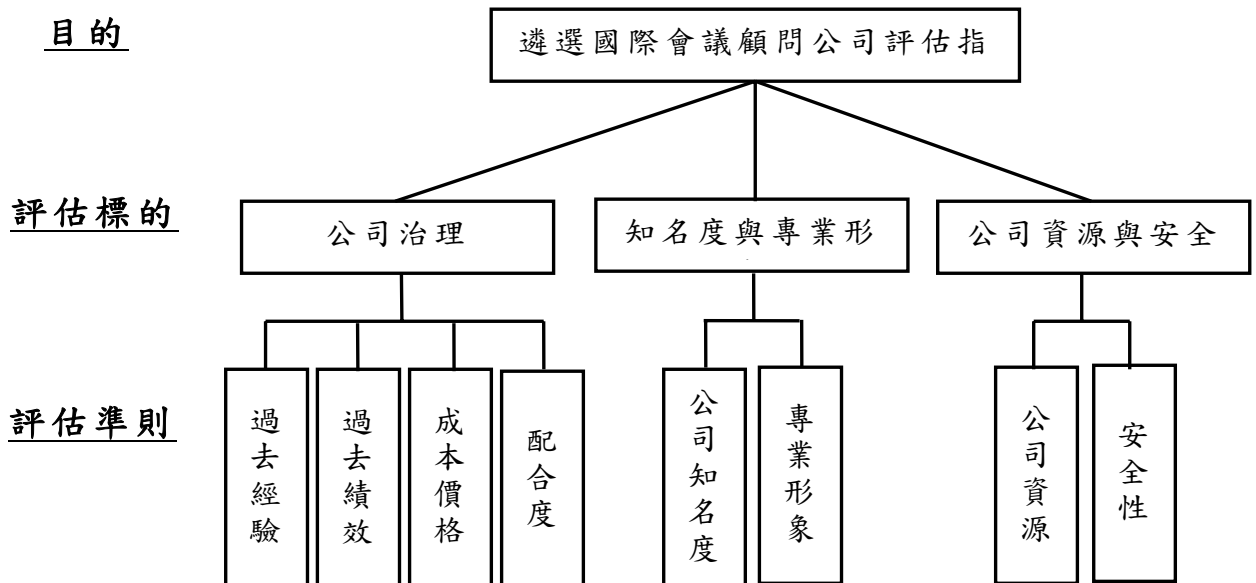 目的
遴選國際會議顧問公司評估指
評估標的
公司治理
知名度與專業形
公司資源與安全
評估準則
過去經驗
過去績效
成本價格
配合度
公司知名度
專業形象
公司資源
安全性